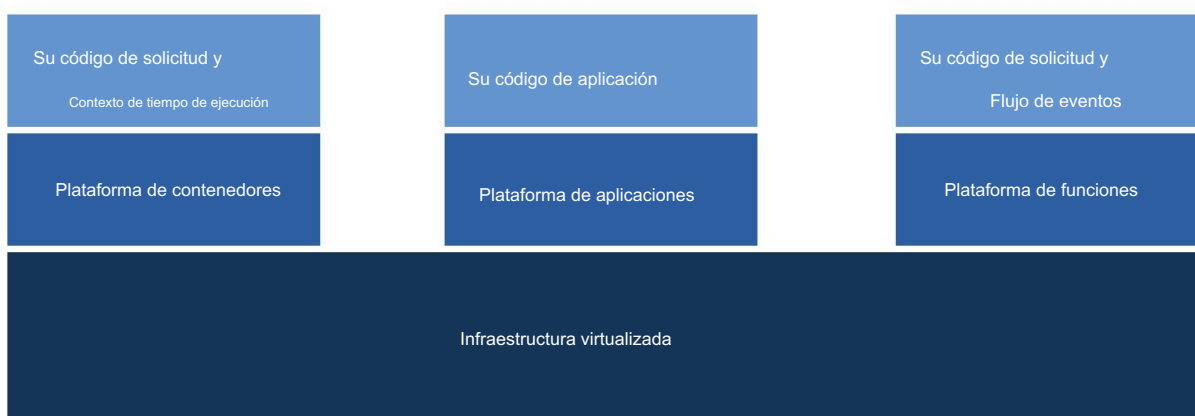 Su código de solicitud y
Contexto de tiempo de ejecución
Su código de aplicación
Su código de solicitud y
Flujo de eventos
Plataforma de contenedores
Plataforma de aplicaciones
Plataforma de funciones
Infraestructura virtualizada